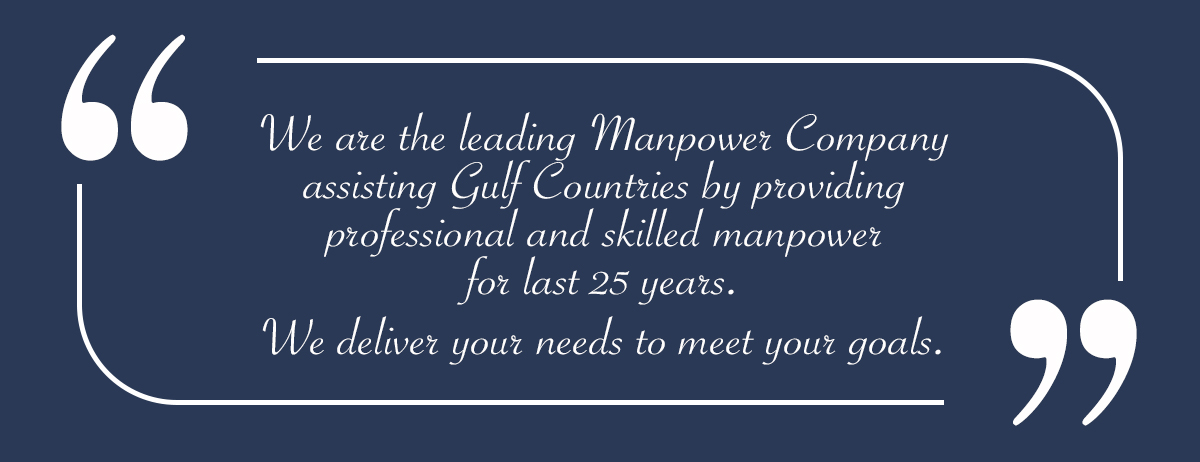 We are the leading Manpower Company
assisting Gulf Countries by providing
professional and skilled manpower
for last 25 years.
We deliver your needs to meet your goals.